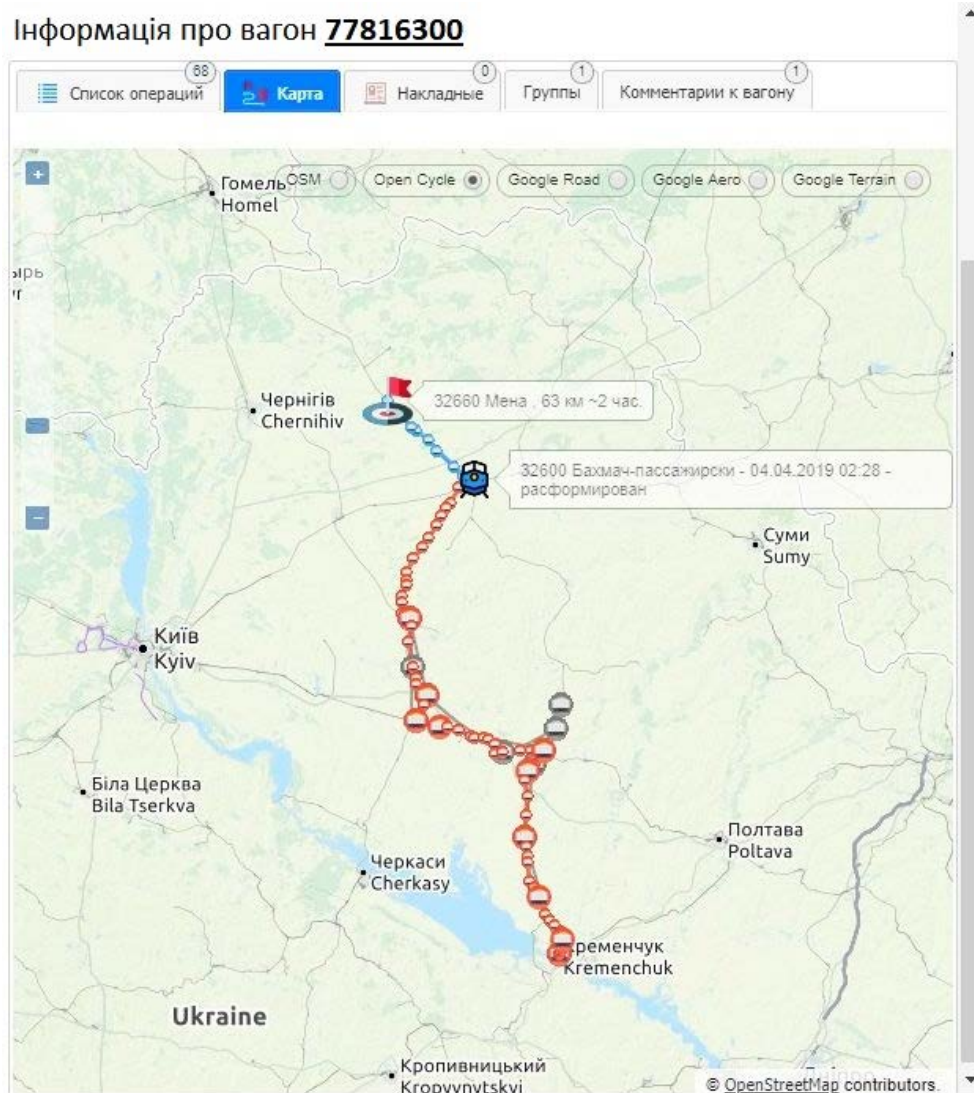 Інформація про вагон 77816300
68
0
1
1
Список операций
Карта
Накладные
Группы
Комментарии к вагону
+
Гомель
Homel
OSM
Open Cycle
Google Road
Google Aero
Google Terrain
ырь
Чернігів
Chernihiv
32660 Мена , 63 км ~2 час.
32600 Бахмач-пассажирски - 04.04.2019 02:28 -
расформирован
−
Суми
Sumy
Київ
Kyiv
Біла Церква
Bila Tserkva
Полтава
Poltava
Черкаси
Cherkasy
ременчук
Kremenchuk
Ukraine
Кропивницький
Kropyvnytskyi
© OpenStreetMap contributors.